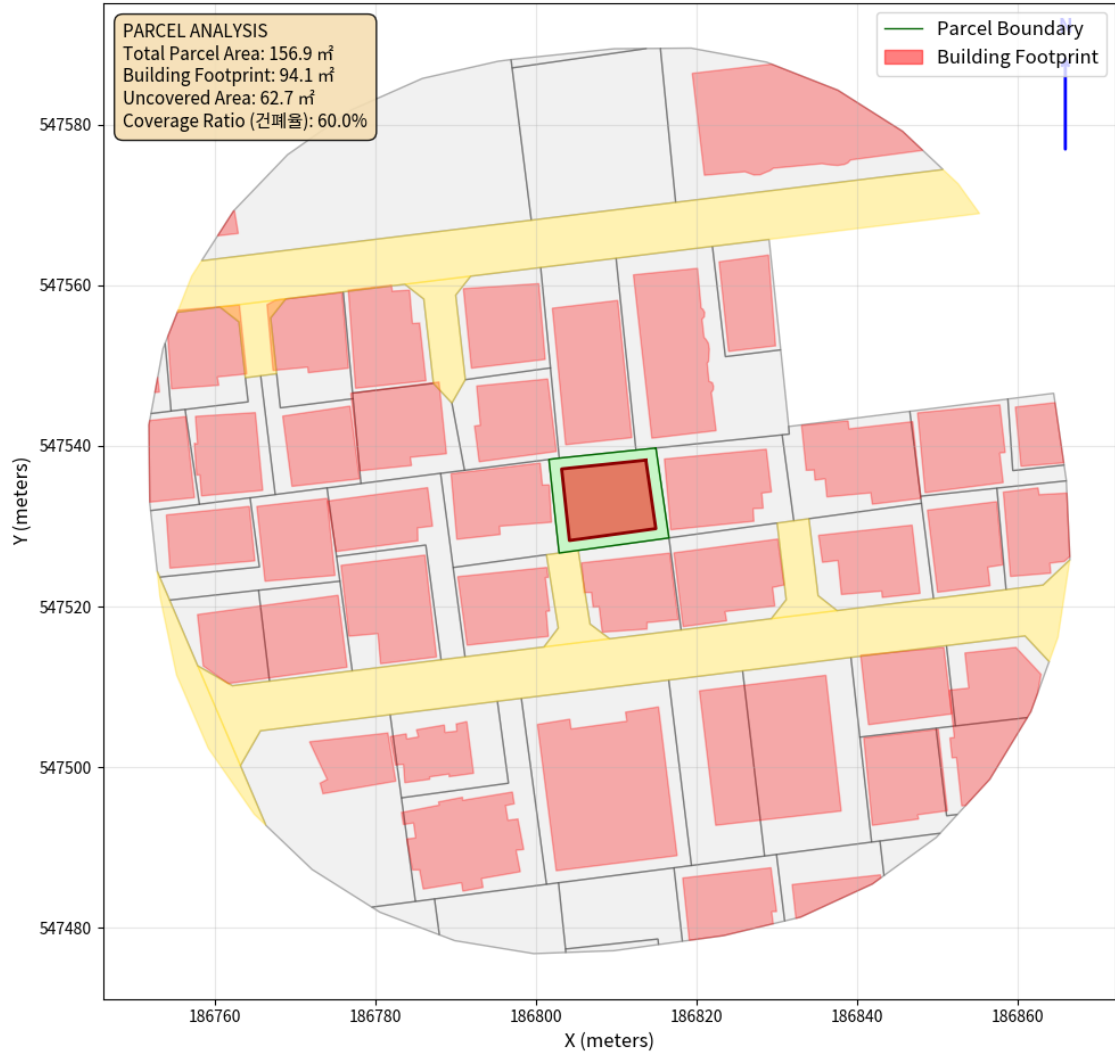 PARCEL ANALYSIS
Total Parcel Area: 156.9 ㎡
Building Footprint: 94.1 ㎡
Uncovered Area: 62.7 ㎡
Coverage Ratio (건폐율): 60.0%
Parcel Boundary
Building Footprint
547580
547560
547540
547520
547500
547480
Y (meters)
186760
186780
186800
186820
186840
186860
X (meters)